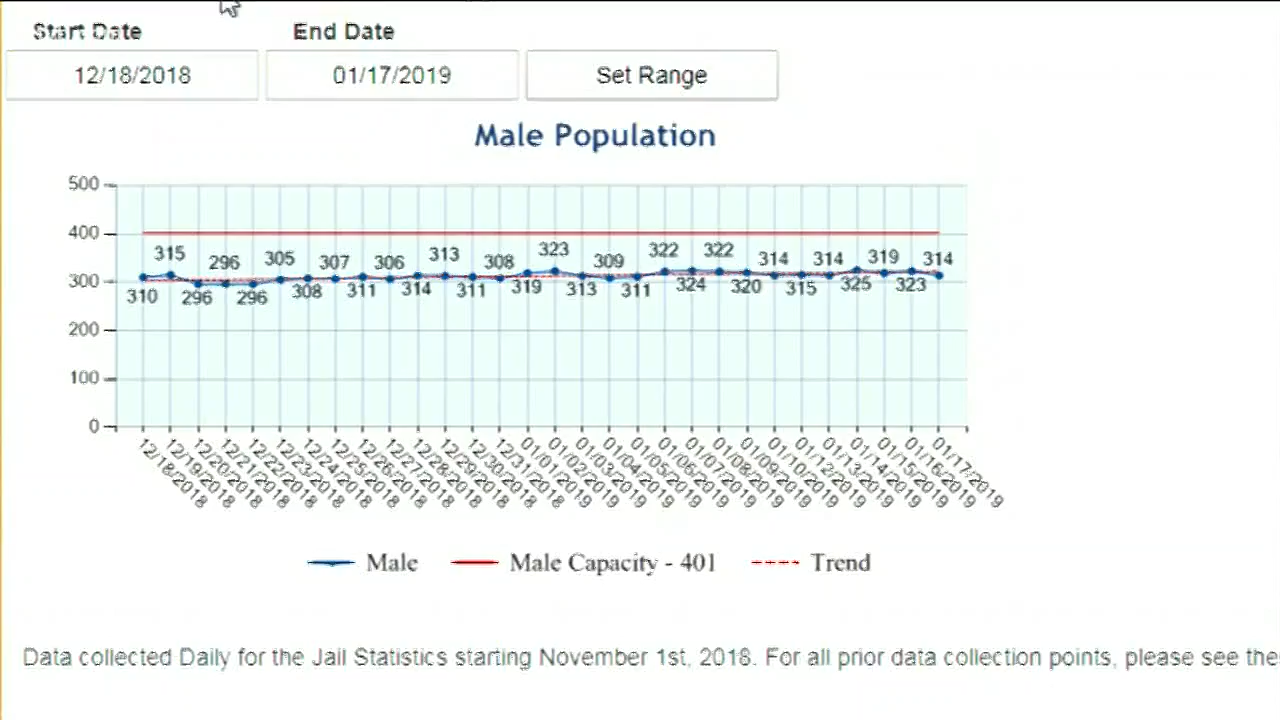 Start Date End Date
12/18/2018 01/17/2019 Set Range
Male Population
500
400
315 296 305 307 306 313 308 323 309 322 322 314 314 319 314
300
310 296 296 308 311 314 311 319 313 311 324 320 315 325 323
200
100
0
12/18/2018 12/19/2018 12/20/2018 12/21/2018 12/22/2018 12/23/2018 12/24/2018 12/25/2018 12/26/2018 12/27/2018 12/28/2018 12/29/2018 12/30/2018 12/31/2018 01/01/2019 01/02/2019 01/03/2019 01/04/2019 01/05/2019 01/06/2019 01/07/2019 01/08/2019 01/09/2019 01/10/2019 01/12/2019 01/13/2019 01/14/2019 01/15/2019 01/16/2019 01/17/2019
Male Male Capacity - 401 Trend
Data collected Daily for the Jail Statistics starting November 1st, 2018. For all prior data collection points, please see the